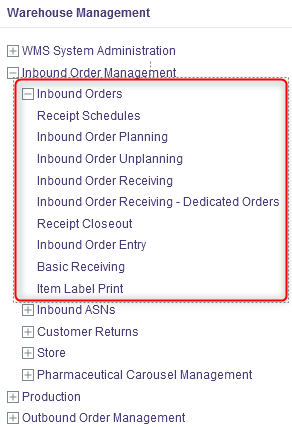 Warehouse Management
WMS System Administration
Inbound Order Management
Inbound Orders
Receipt Schedules
Inbound Order Planning
Inbound Order Unplanning
Inbound Order Receiving
Inbound Order Receiving - Dedicated Orders
Receipt Closeout
Inbound Order Entry
Basic Receiving
Item Label Print
Inbound ASNs
Customer Returns
Store
Pharmaceutical Carousel Management
Production
Outbound Order Management